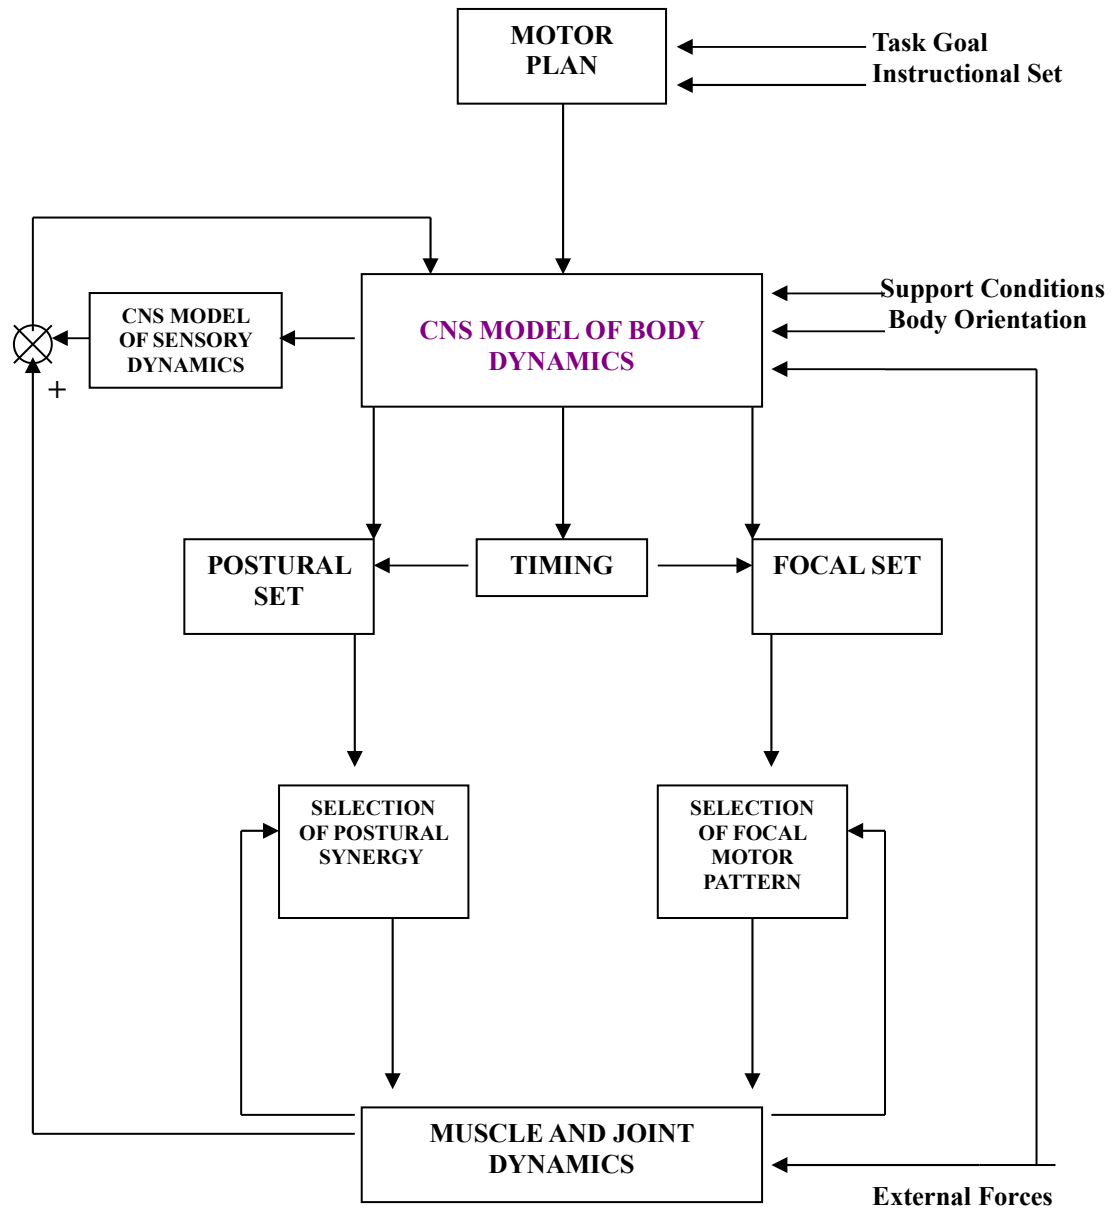 MOTOR
PLAN
Task Goal
Instructional Set
CNS MODEL
OF SENSORY
DYNAMICS
+
CNS MODEL OF BODY
DYNAMICS
Support Conditions
Body Orientation
POSTURAL
SET
TIMING
FOCAL SET
SELECTION
OF POSTURAL
SYNERGY
SELECTION
OF FOCAL
MOTOR
PATTERN
MUSCLE AND JOINT
DYNAMICS
External Forces